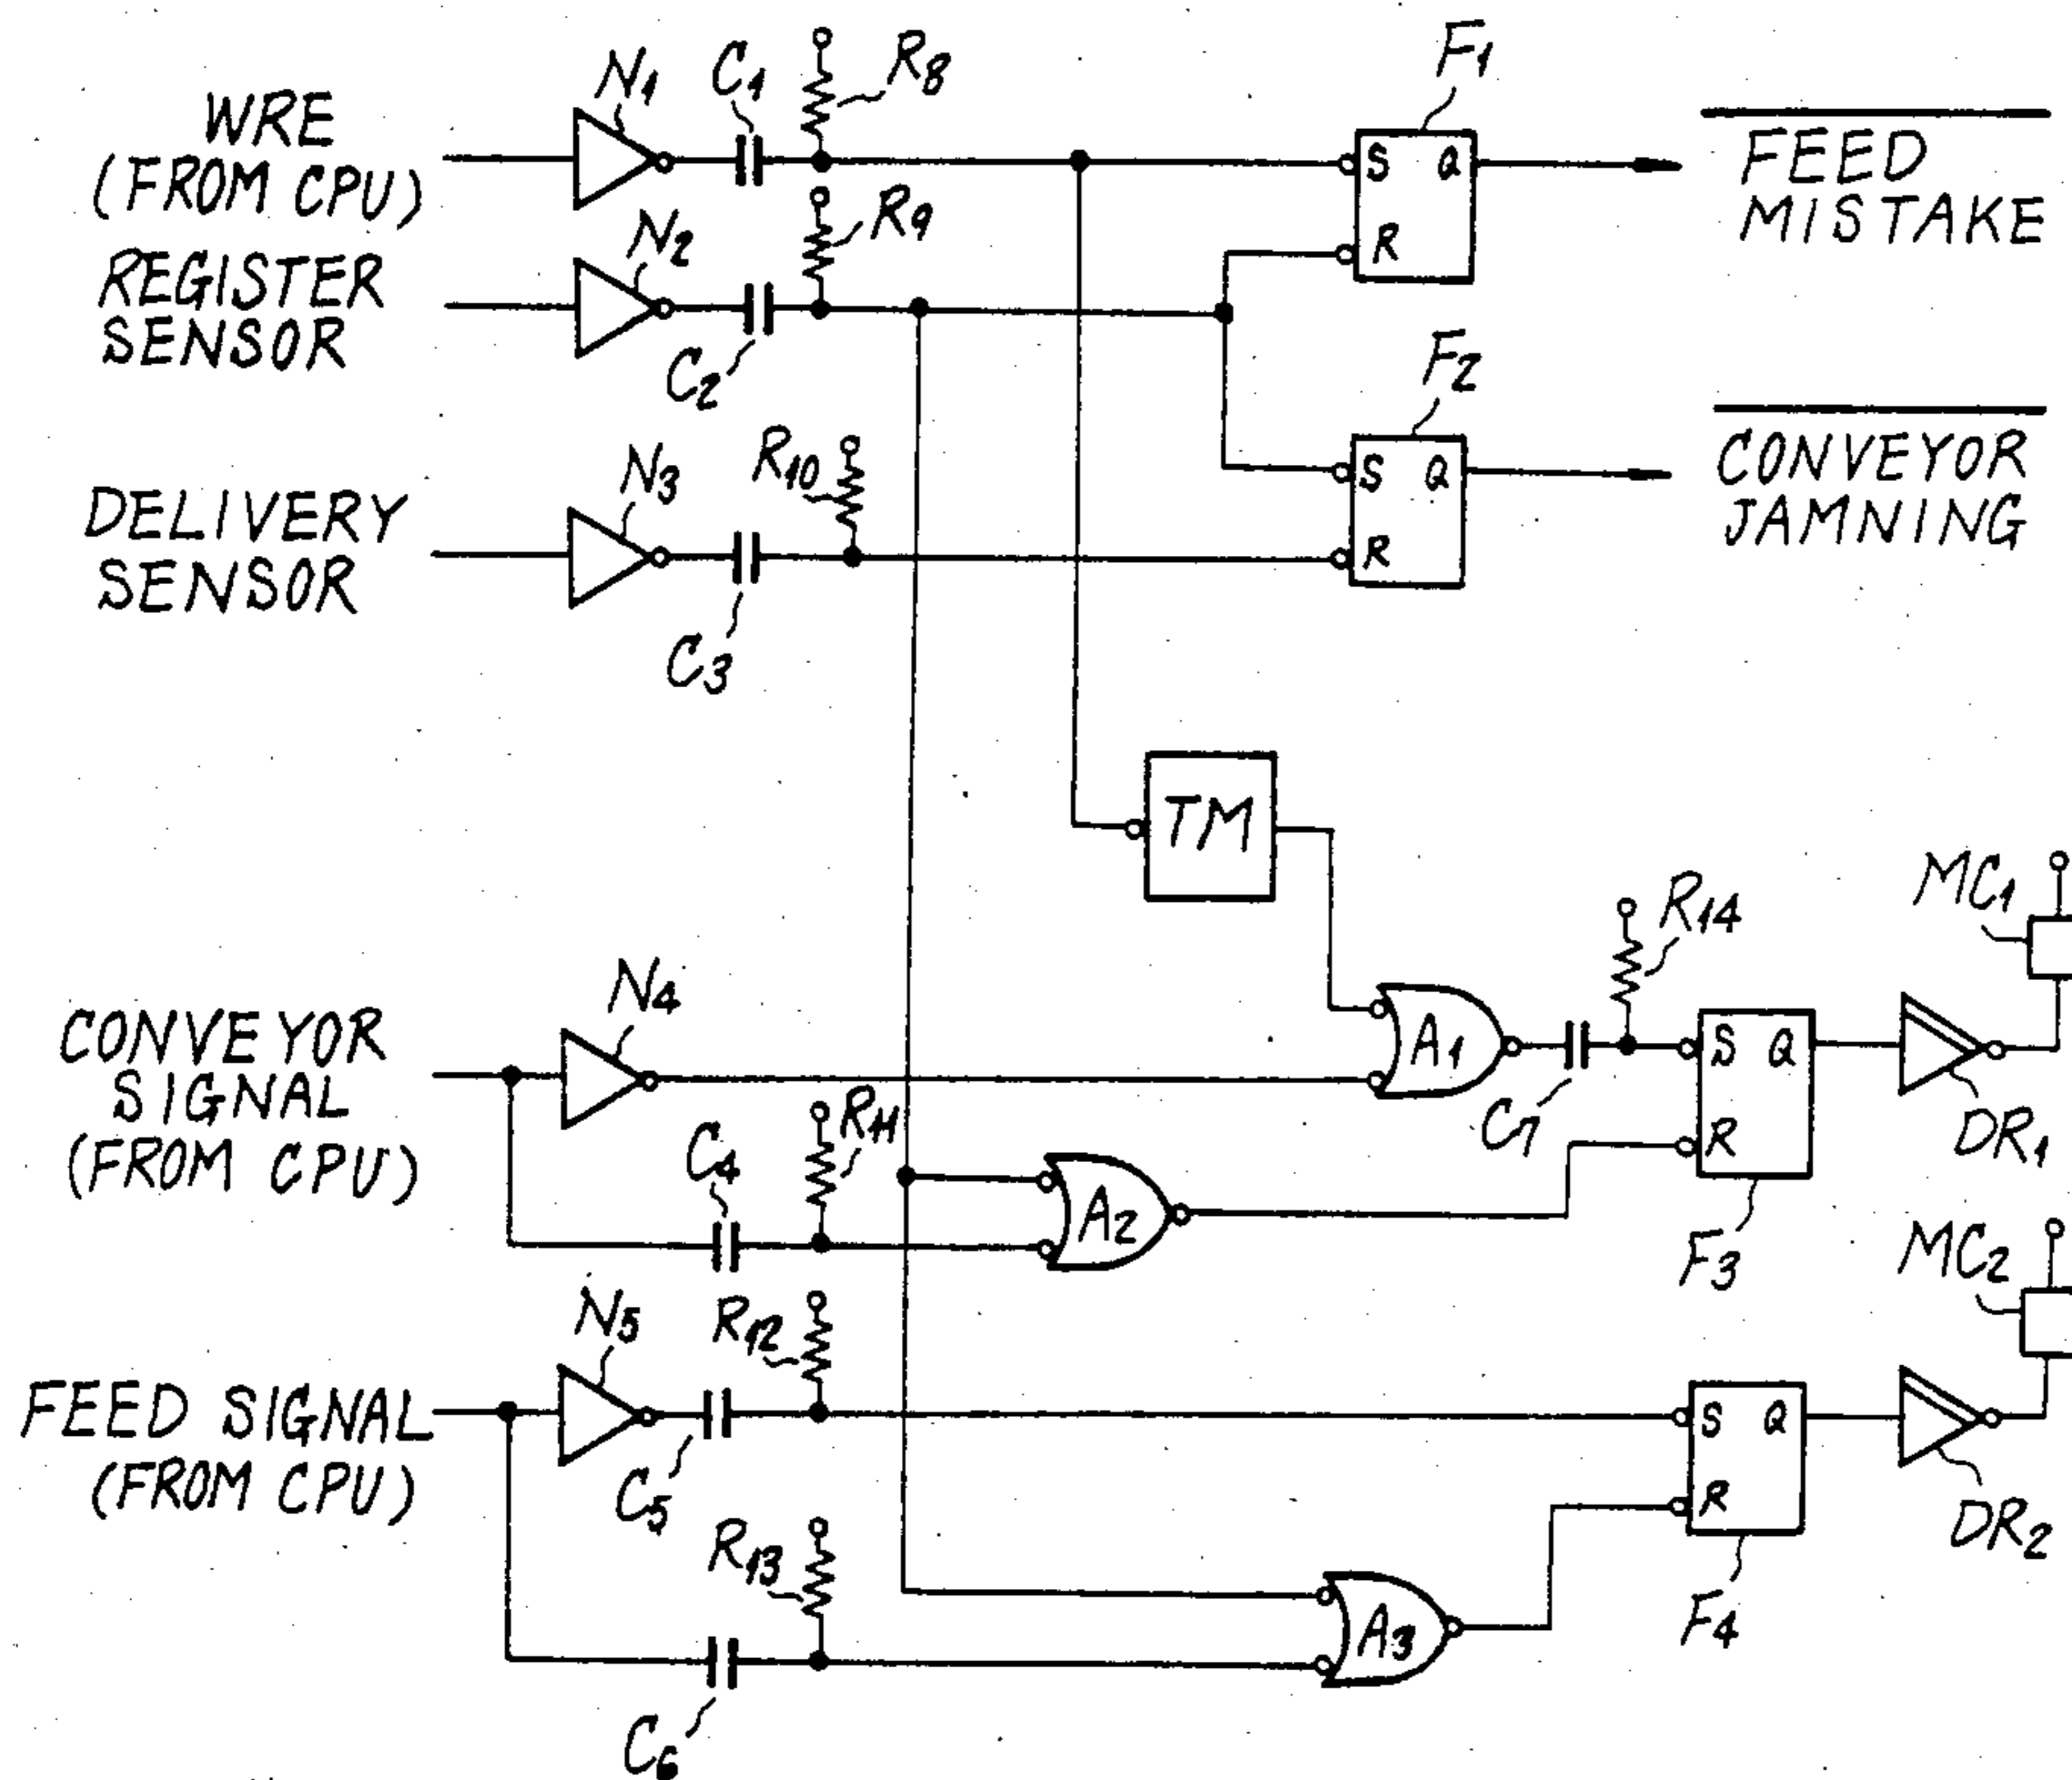 WRE
(FROM CPU)
N1
C1
R8
F1
S Q
R
FEED
MISTAKE
REGISTER
SENSOR
N2
C2
R9
F2
S Q
R
CONVEYOR
JAMNING
DELIVERY
SENSOR
N3
C3
R10
TM
CONVEYOR
SIGNAL
(FROM CPU)
N4
C4
R11
A1
A2
C7
R14
S Q
R
F3
DR1
MC1
FEED SIGNAL
(FROM CPU)
N5
C5
R12
R13
C6
A3
S Q
R
F4
DR2
MC2